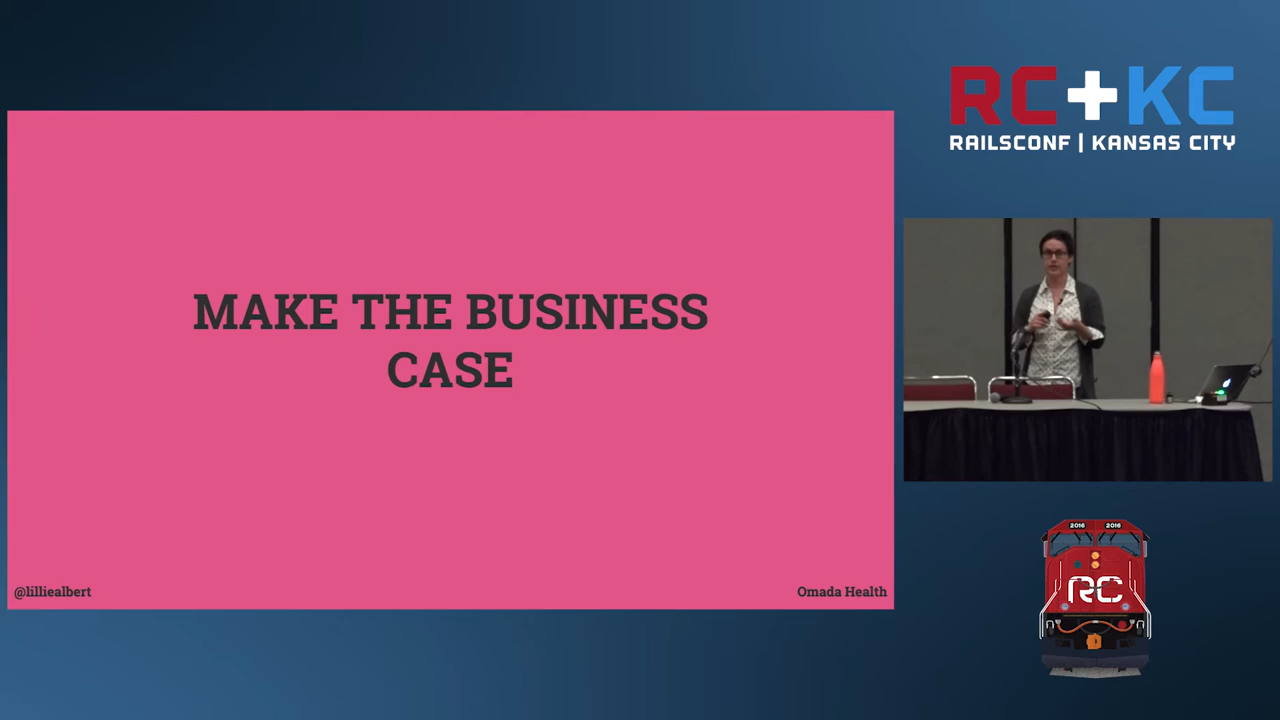 RC+KC
RAILSCONF | KANSAS CITY
MAKE THE BUSINESS
CASE
@lilliealbert
Omada Health
2016
2016
RC